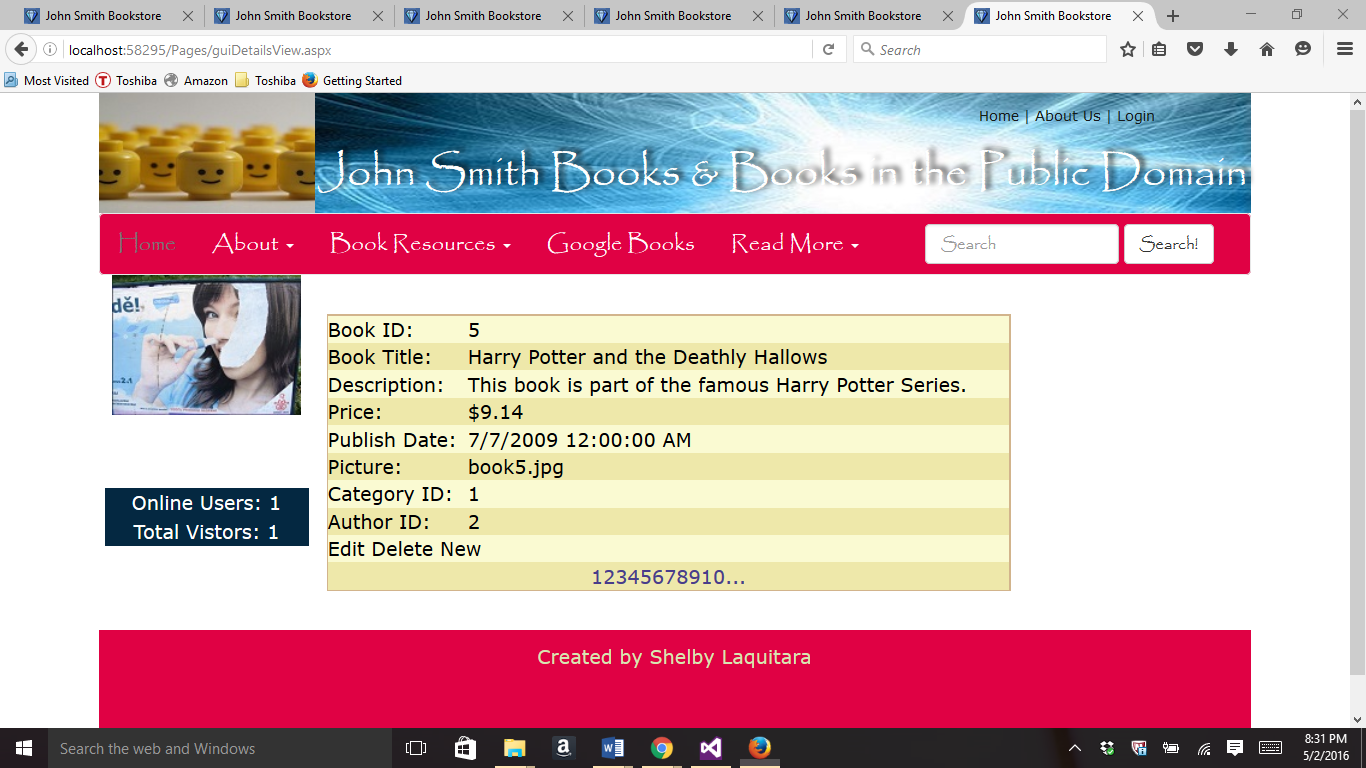 John Smith Bookstore John Smith Bookstore John Smith Bookstore John Smith Bookstore John Smith Bookstore John Smith Bookstore
localhost:58295/Pages/guiDetailsView.aspx Search
Most Visited Toshiba Amazon Toshiba Getting Started
Home | About Us | Login
John Smith Books & Books in the Public Domain
Home About Book Resources Google Books Read More Search Search!
dě!
Book ID: 5
Book Title: Harry Potter and the Deathly Hallows
Description: This book is part of the famous Harry Potter Series.
Price: $9.14
Publish Date: 7/7/2009 12:00:00 AM
Picture: book5.jpg
Category ID: 1
Author ID: 2
Edit Delete New
12345678910...
Online Users: 1
Total Vistors: 1
Created by Shelby Laquitara
Search the web and Windows
8:31 PM
5/2/2016